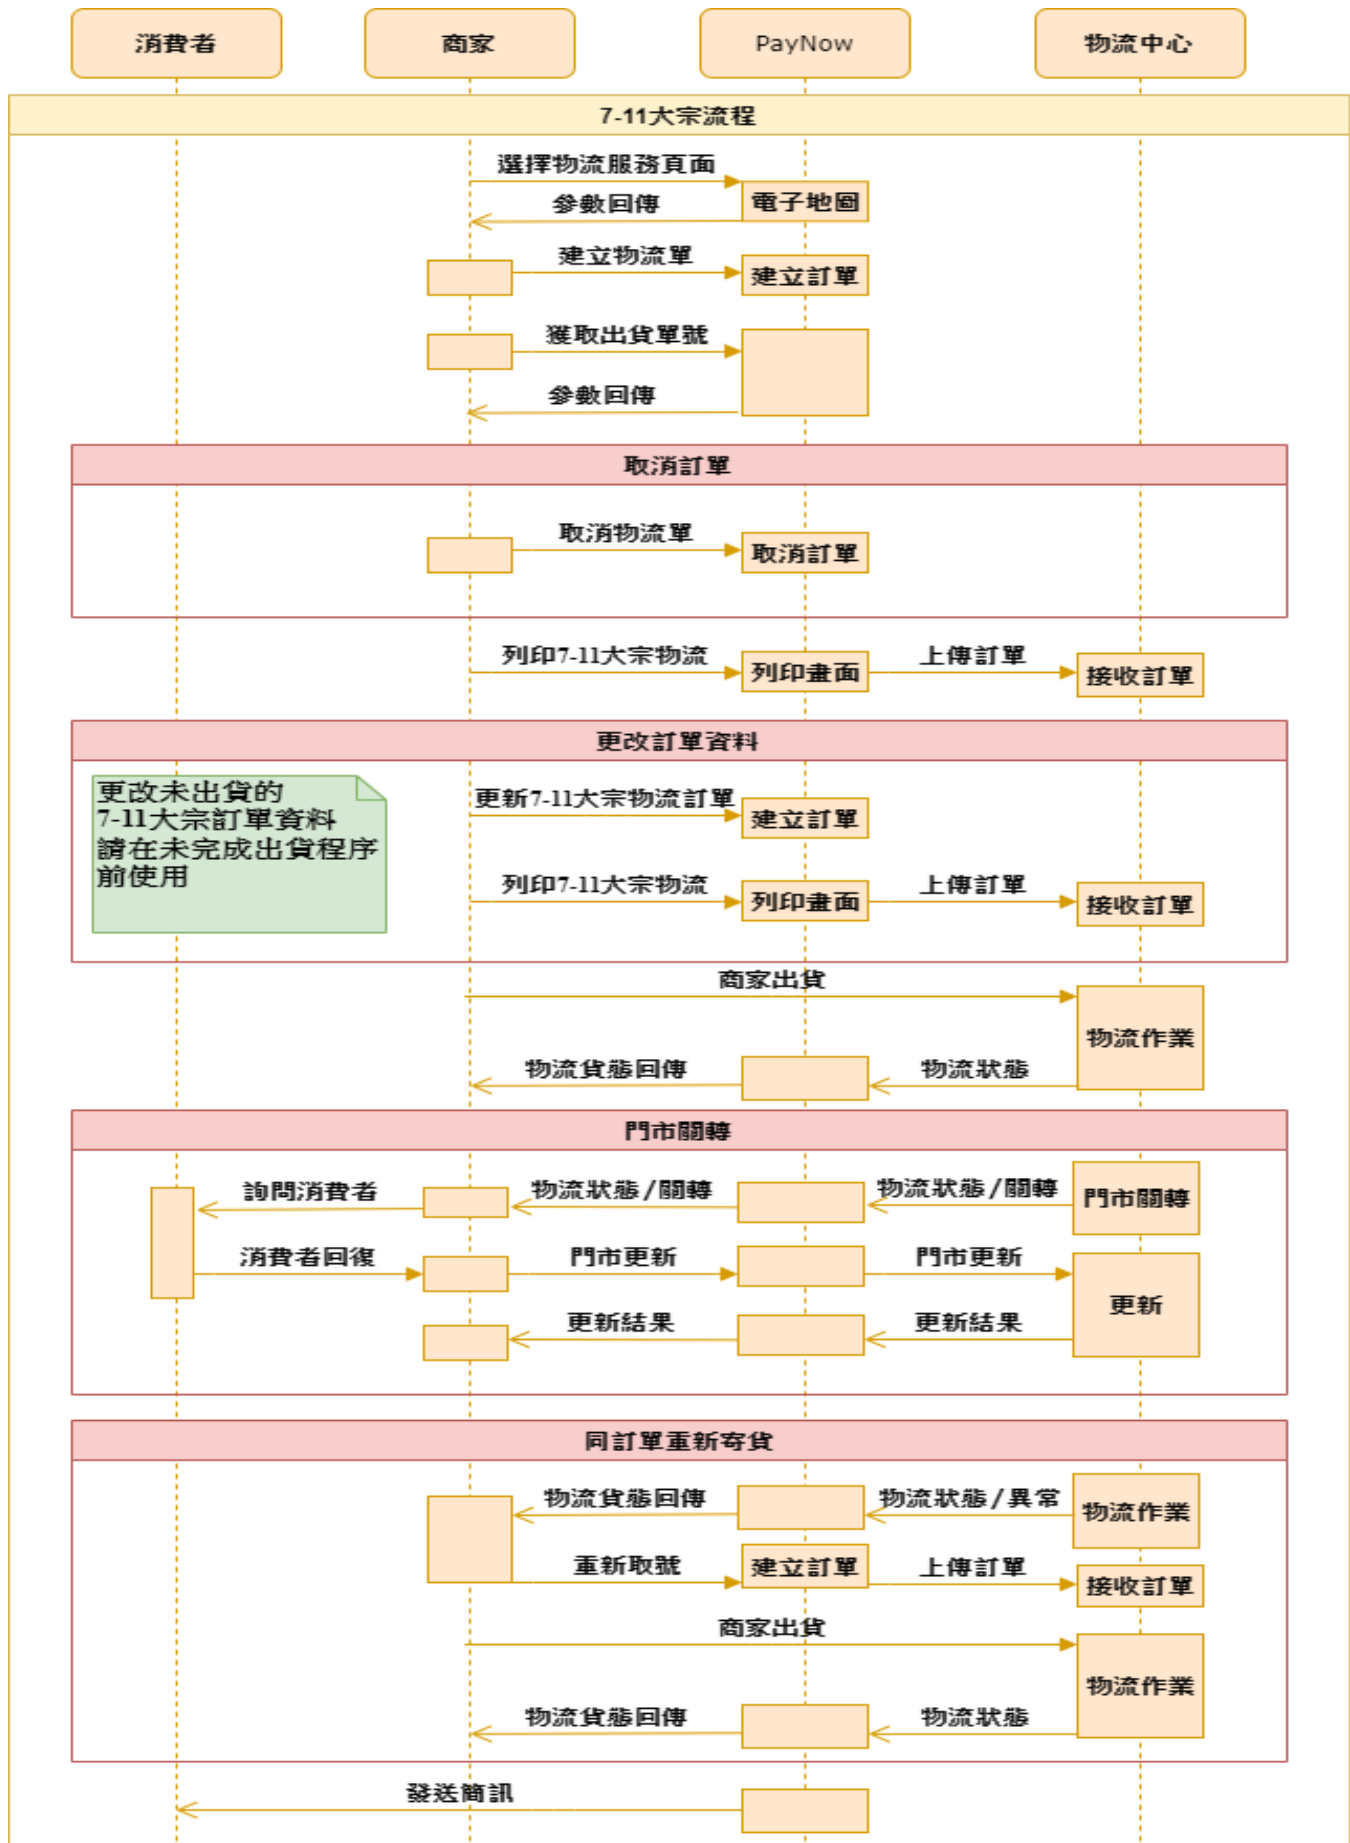 消費者
商家
PayNow
物流中心
7-11大宗流程
選擇物流服務頁面
電子地圖
參數回傳
建立物流單
建立訂單
獲取出貨單號
參數回傳
取消訂單
取消物流單
取消訂單
列印7-11大宗物流
列印畫面
上傳訂單
接收訂單
更改訂單資料
更改未出貨的
7-11大宗訂單資料
請在未完成出貨程序
前使用
更新7-11大宗物流訂單
建立訂單
列印7-11大宗物流
列印畫面
上傳訂單
接收訂單
商家出貨
物流作業
物流貨態回傳
物流狀態
門市關轉
詢問消費者
物流狀態/關轉
物流狀態/關轉
門市關轉
消費者回復
門市更新
門市更新
更新
更新結果
更新結果
同訂單重新寄貨
物流貨態回傳
物流狀態/異常
物流作業
重新取號
建立訂單
上傳訂單
接收訂單
商家出貨
物流作業
物流貨態回傳
物流狀態
發送簡訊